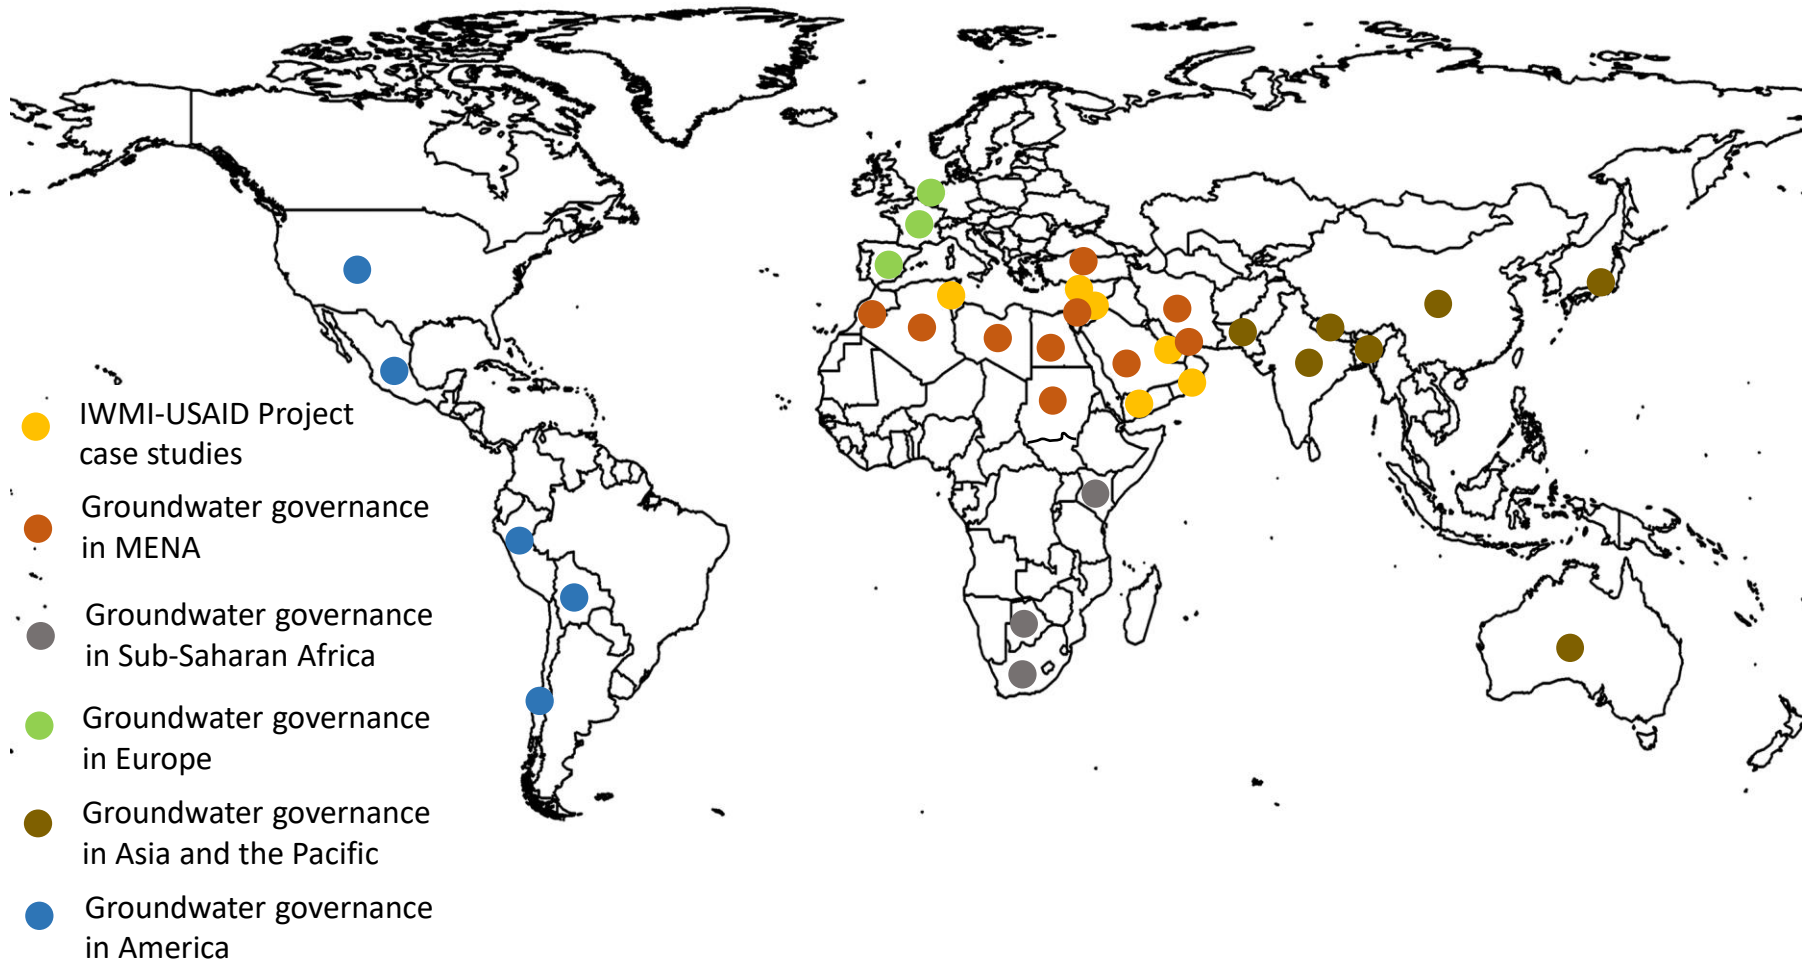 IWMI-USAID Project
case studies
Groundwater governance
in MENA
Groundwater governance
in Sub-Saharan Africa
Groundwater governance
in Europe
Groundwater governance
in Asia and the Pacific
Groundwater governance
in America